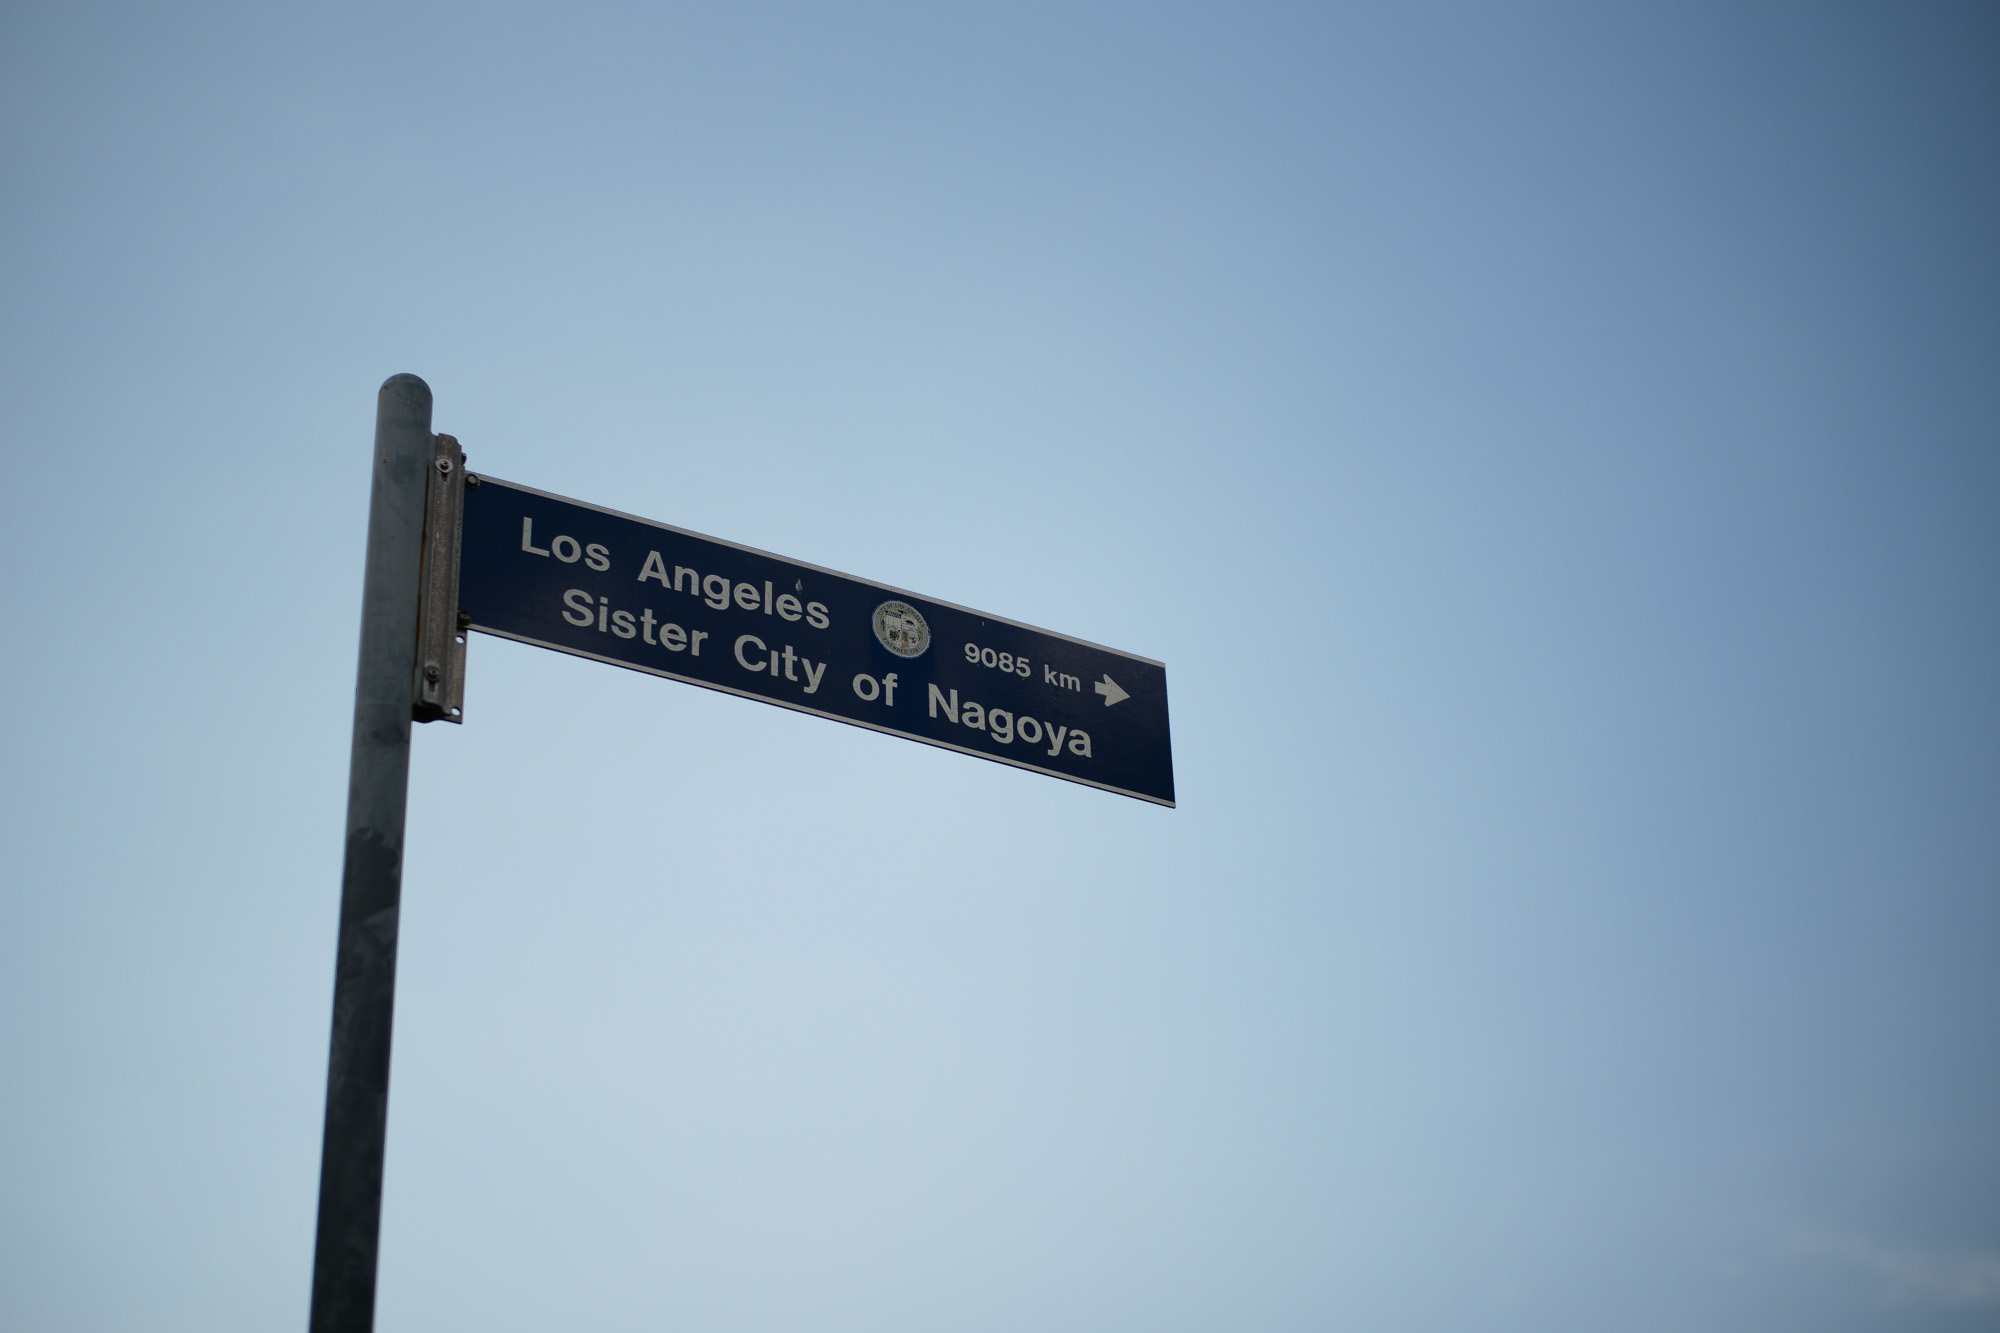 Los Angeles
9085 km
Sister City of Nagoya